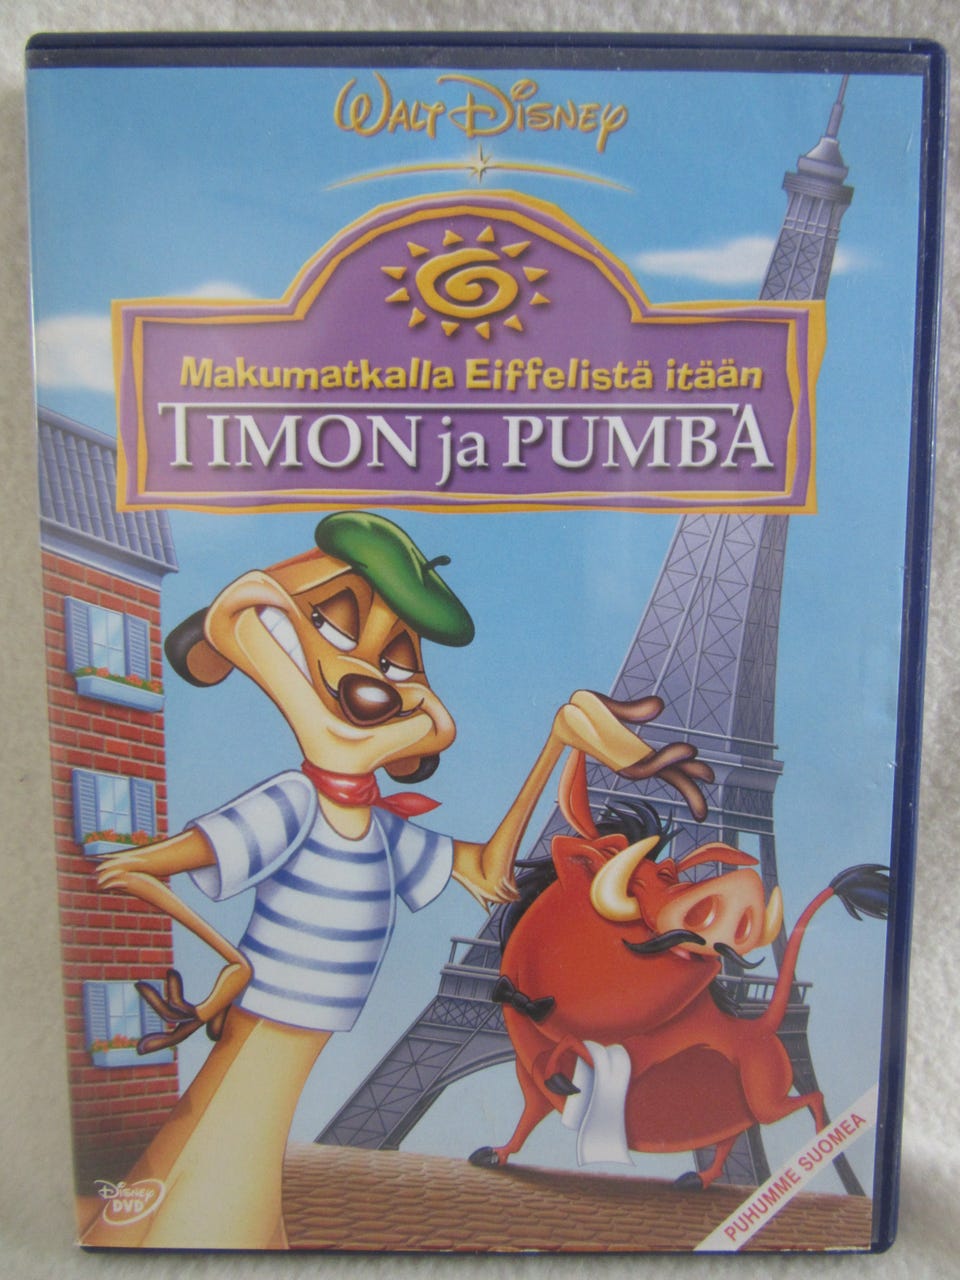 WALT DISNEY
Makumatkalla Eiffelistä itään
TIMON ja PUMBA
DISNEY
DVD
PUHUMME SUOMEA